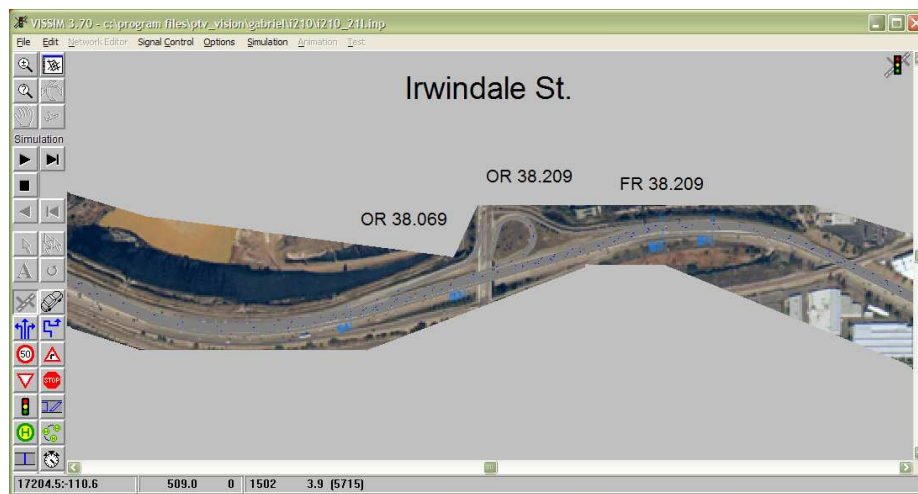 VISSIM 3.70 - c:\program files\ptv_vision\gabriel\i210\i210_21l.inp
File Edit Network Editor Signal Control Options Simulation Animation Test
Irwindale St.
Simulation
OR 38.209
FR 38.209
OR 38.069
A
50
STOP
H
17204.5:-110.6 509.0 0 1502 3.9 (5715)